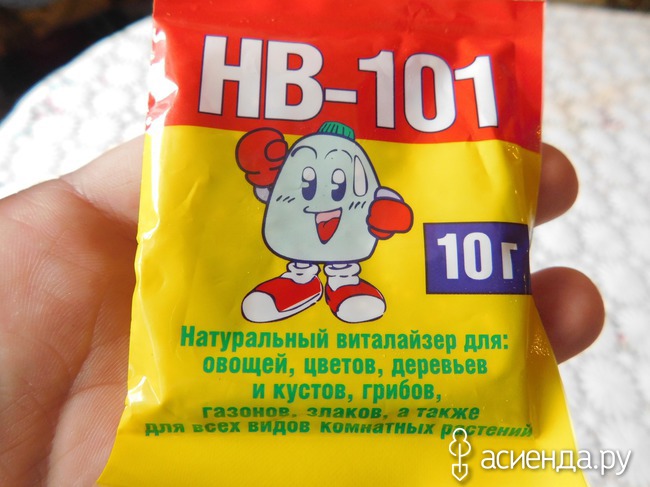 НВ-101
10 г
Натуральный виталайзер для:
овощей, цветов, деревьев
и кустов, грибов,
газонов, злаков, а также
для всех видов комнатных растений
асиенда.ру